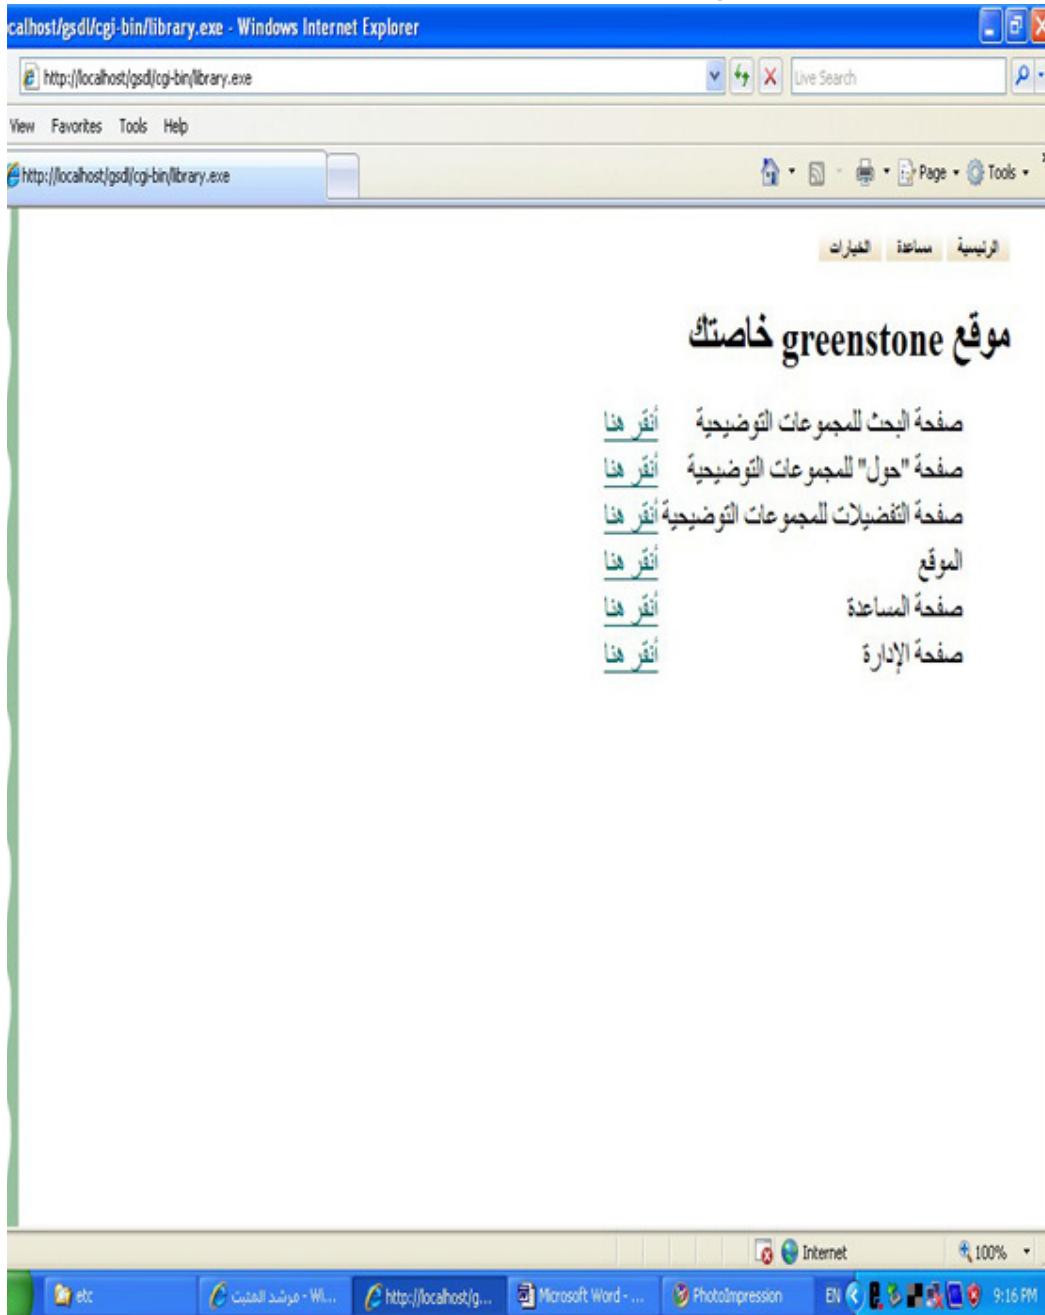 calhost/gsdl/cgi-bin/library.exe - Windows Internet Explorer
http://localhost/gsdl/cgi-bin/library.exe Live Search
View Favorites Tools Help
http://localhost/gsdl/cgi-bin/library.exe Page Tools
الرئيسية مساعدة الخيارات
موقع greenstone خاصتك
صفحة البحث للمجموعات التوضيحية أنقر هنا
صفحة "حول" للمجموعات التوضيحية أنقر هنا
صفحة التفضيلات للمجموعات التوضيحية أنقر هنا
الموقع أنقر هنا
صفحة المساعدة أنقر هنا
صفحة الإدارة أنقر هنا
Internet 100%
etc مرشد المثبت - Wi... http://localhost/g... Microsoft Word - ... PhotoImpression EN 9:16 PM